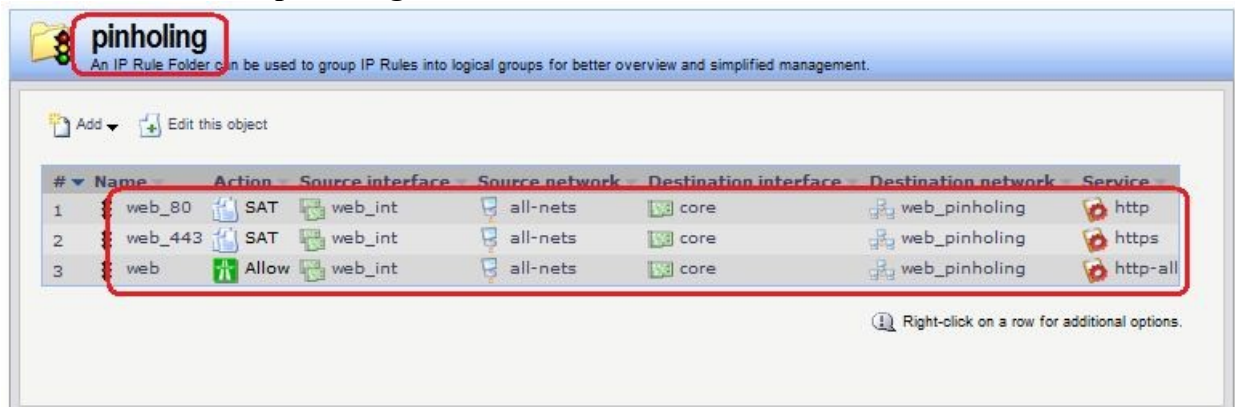 pinholing
An IP Rule Folder can be used to group IP Rules into logical groups for better overview and simplified management.
Add Edit this object
# Name Action Source interface Source network Destination interface Destination network Service
1 web_80 SAT web_int all-nets core web_pinholing http
2 web_443 SAT web_int all-nets core web_pinholing https
3 web Allow web_int all-nets core web_pinholing http-all
Right-click on a row for additional options.